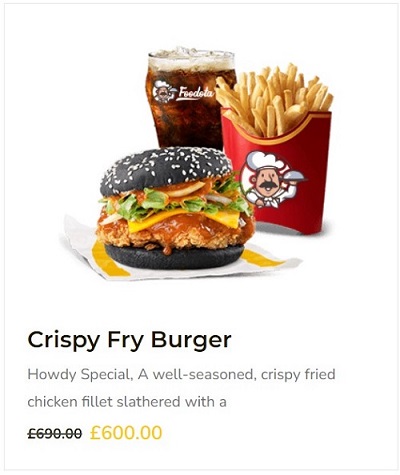 Foodota
Crispy Fry Burger
Howdy Special, A well-seasoned, crispy fried
chicken fillet slathered with a
£690.00 £600.00